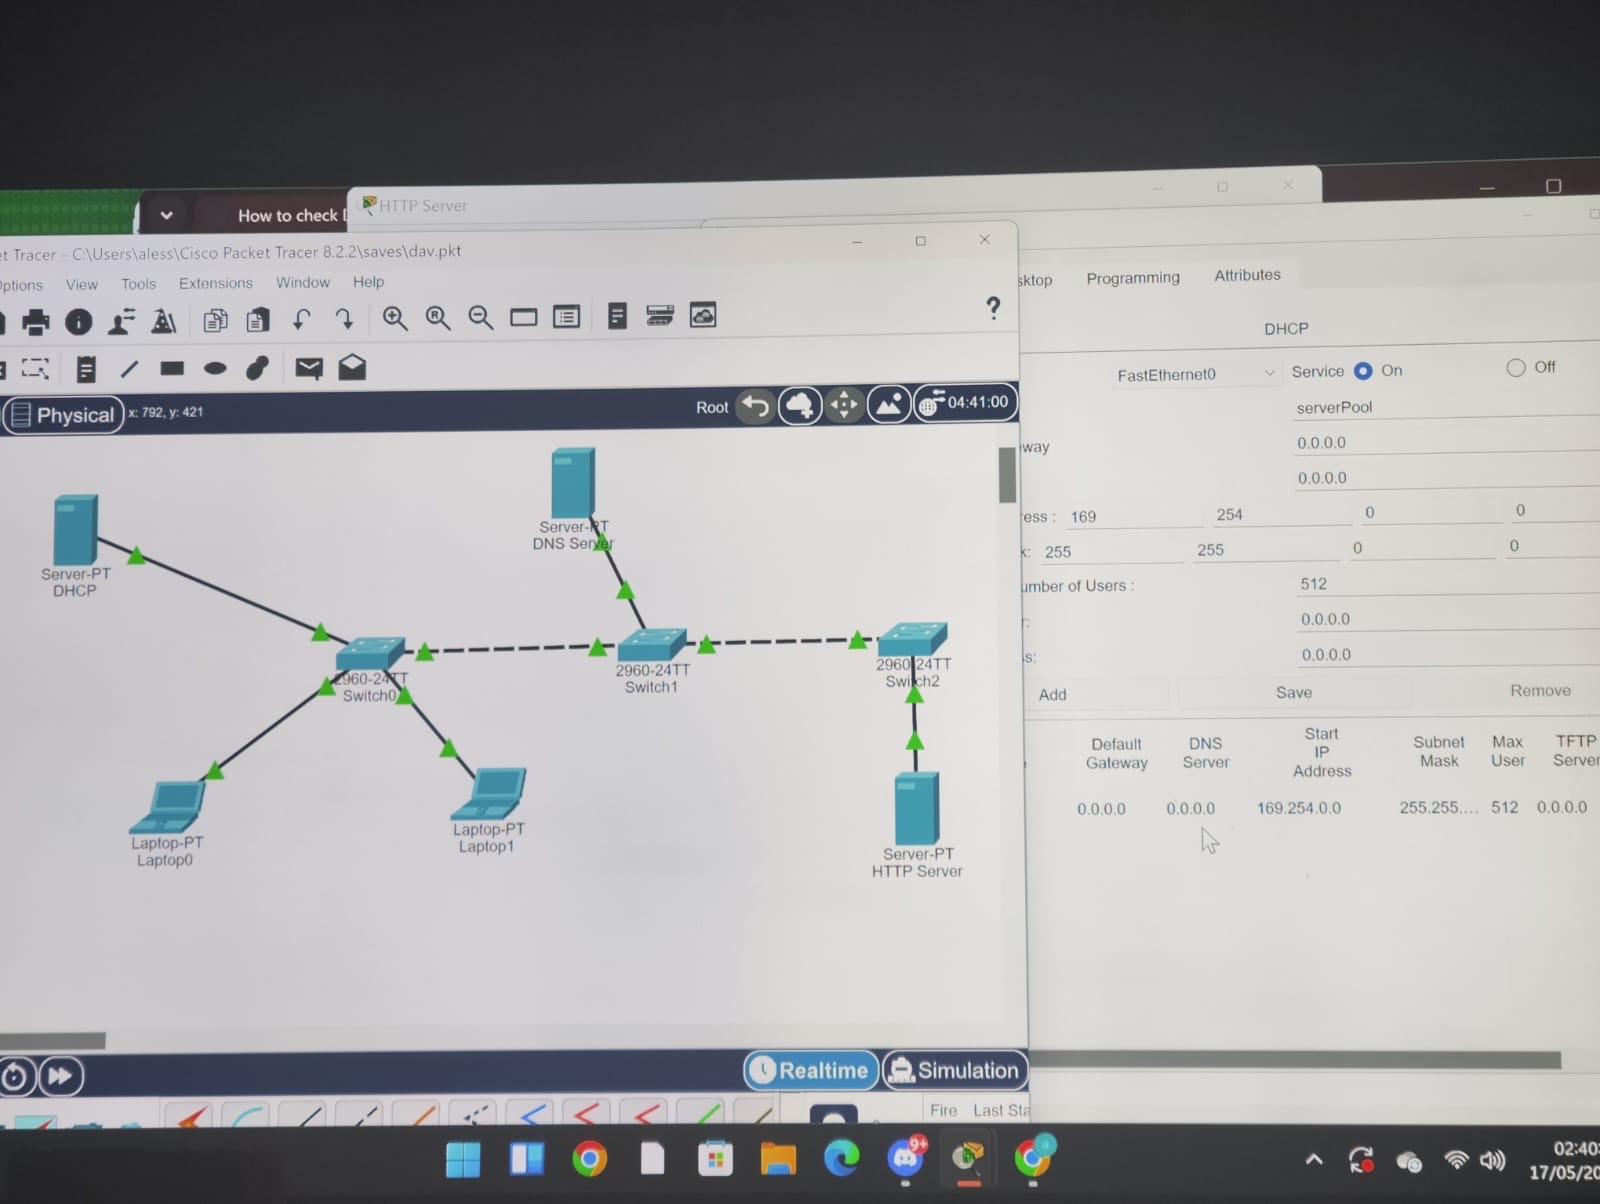 How to check
HTTP Server
et Tracer - C:\Users\aless\Cisco Packet Tracer 8.2.2\saves\dav.pkt
Options View Tools Extensions Window Help
?
Physical x: 792, y: 421
Root
04:41:00
Server-PT
DHCP
Server-PT
DNS Server
2960-24TT
Switch0
2960-24TT
Switch1
2960-24TT
Switch2
Laptop-PT
Laptop0
Laptop-PT
Laptop1
Server-PT
HTTP Server
Realtime
Simulation
Fire Last Sta
sktop Programming Attributes
DHCP
FastEthernet0 Service On Off
serverPool
way 0.0.0.0
0.0.0.0
ress : 169 254 0 0
k: 255 255 0 0
umber of Users : 512
r: 0.0.0.0
s: 0.0.0.0
Add Save Remove
Default Gateway DNS Server Start IP Address Subnet Mask Max User TFTP Server
0.0.0.0 0.0.0.0 169.254.0.0 255.255.... 512 0.0.0.0
9+
a
02:40
17/05/20